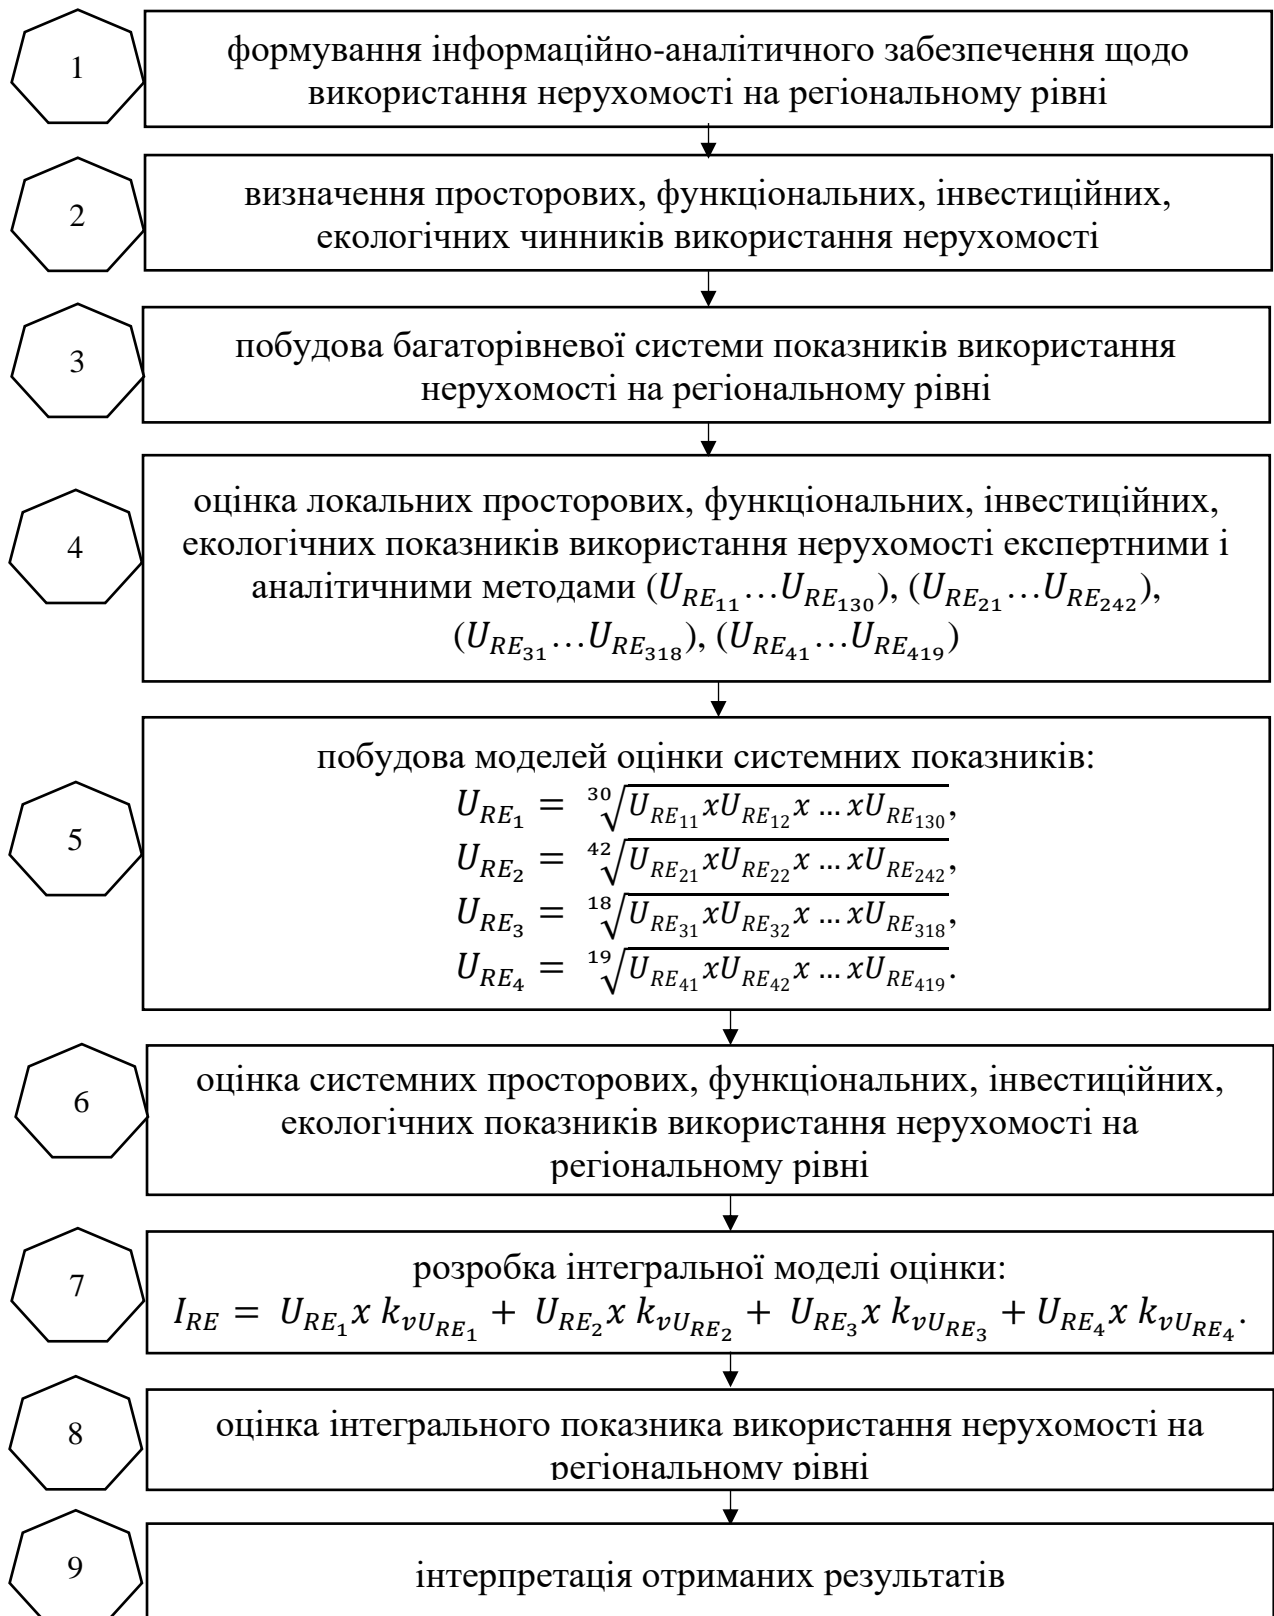 1
формування інформаційно-аналітичного забезпечення щодо
використання нерухомості на регіональному рівні
2
визначення просторових, функціональних, інвестиційних,
екологічних чинників використання нерухомості
3
побудова багаторівневої системи показників використання
нерухомості на регіональному рівні
4
оцінка локальних просторових, функціональних, інвестиційних,
екологічних показників використання нерухомості експертними і
аналітичними методами (U_{RE_{11}}…U_{RE_{130}}), (U_{RE_{21}}…U_{RE_{242}}),
(U_{RE_{31}}…U_{RE_{318}}), (U_{RE_{41}}…U_{RE_{419}})
5
побудова моделей оцінки системних показників:
U_{RE_1} = \sqrt[30]{U_{RE_{11}}xU_{RE_{12}}x … xU_{RE_{130}}},
U_{RE_2} = \sqrt[42]{U_{RE_{21}}xU_{RE_{22}}x … xU_{RE_{242}}},
U_{RE_3} = \sqrt[18]{U_{RE_{31}}xU_{RE_{32}}x … xU_{RE_{318}}},
U_{RE_4} = \sqrt[19]{U_{RE_{41}}xU_{RE_{42}}x … xU_{RE_{419}}}.
6
оцінка системних просторових, функціональних, інвестиційних,
екологічних показників використання нерухомості на
регіональному рівні
7
розробка інтегральної моделі оцінки:
I_{RE} = U_{RE_1}x k_{vU_{RE_1}} + U_{RE_2}x k_{vU_{RE_2}} + U_{RE_3}x k_{vU_{RE_3}} + U_{RE_4}x k_{vU_{RE_4}}.
8
оцінка інтегрального показника використання нерухомості на
регіональному рівні
9
інтерпретація отриманих результатів